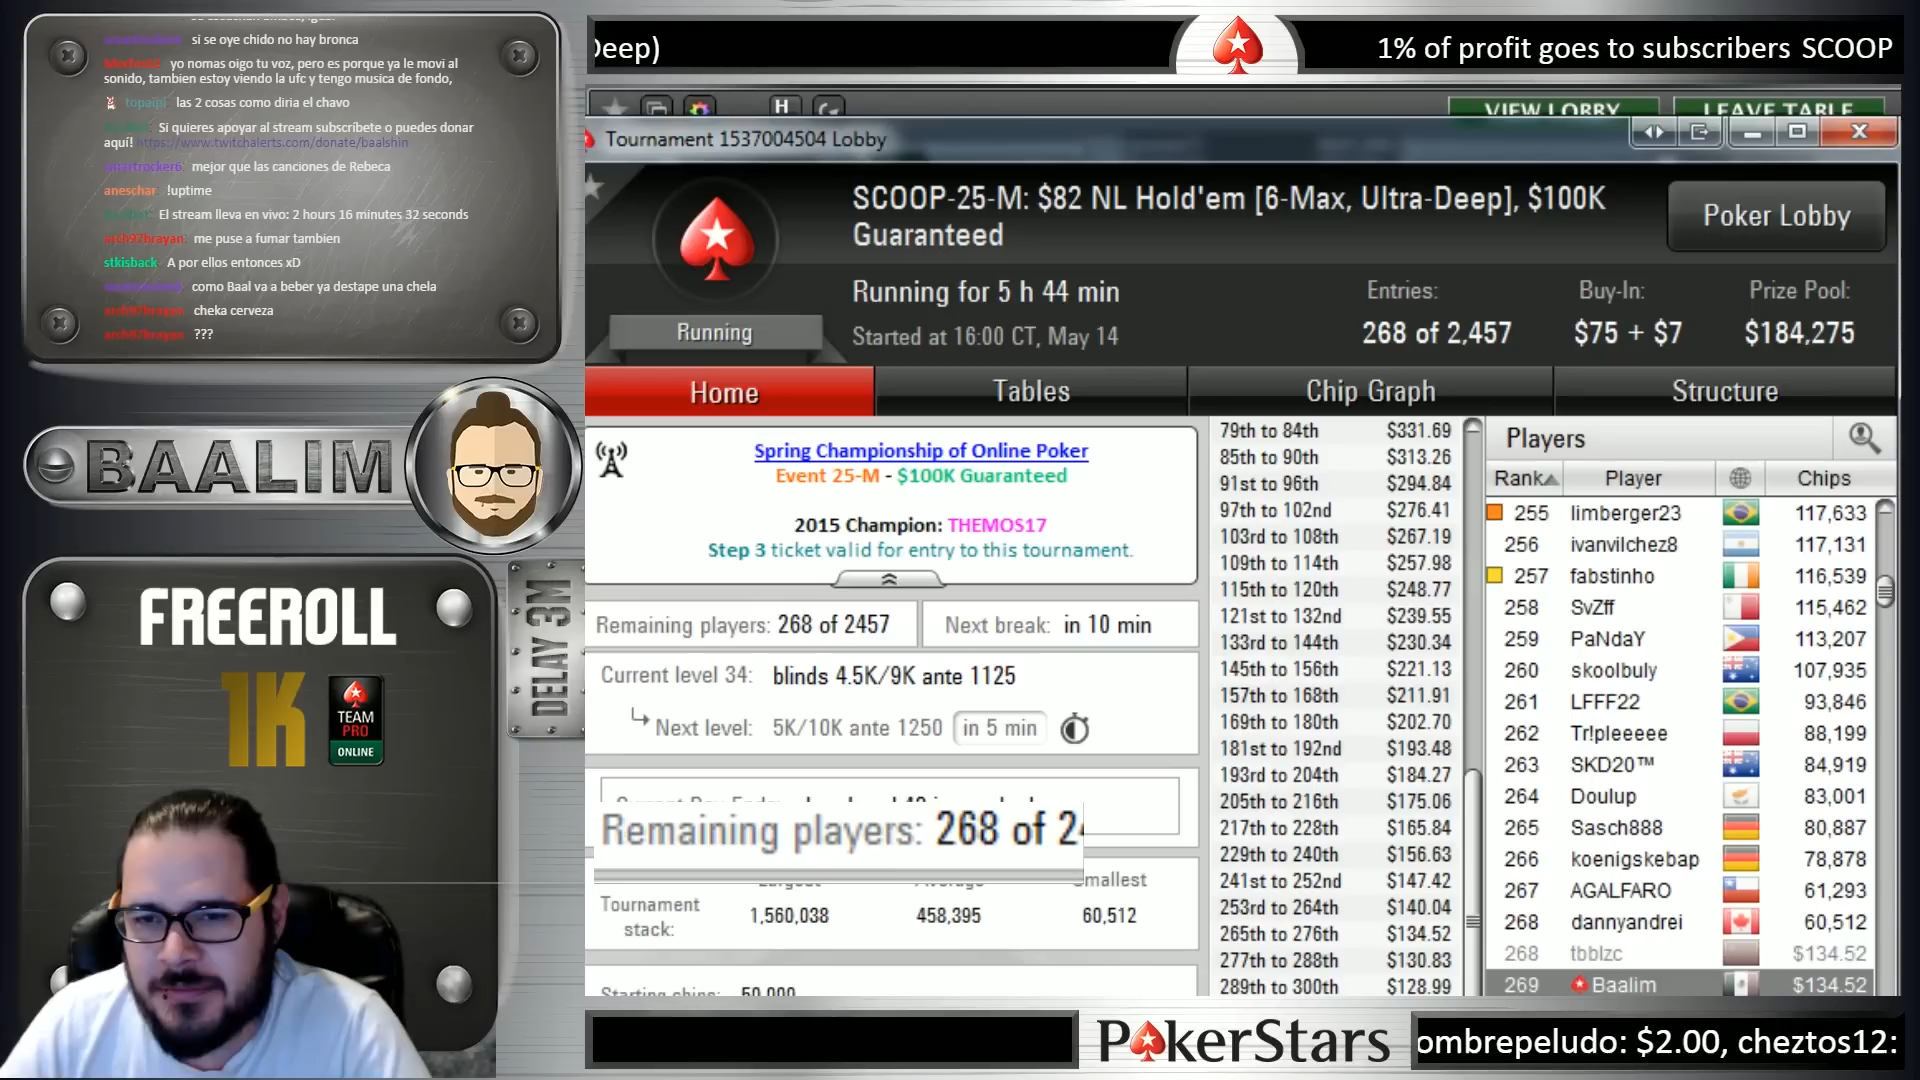 si se oye chido no hay bronca
yo nomas oigo tu voz, pero es porque ya le movi al
sonido, tambien estoy viendo la ufc y tengo musica de fondo,
topaipi las 2 cosas como diria el chavo
Si quieres apoyar al stream subscríbete o puedes donar
aqui! https://www.twitchalerts.com/donate/baalshin
smartrocker6: mejor que las canciones de Rebeca
aneschar !uptime
El stream lleva en vivo: 2 hours 16 minutes 32 seconds
arch97brayan: me puse a fumar tambien
stkisback A por ellos entonces xD
como Baal va a beber ya destape una chela
arch97brayan cheka cerveza
arch97brayan ???
BAALIM
FREEROLL
1K
TEAM
PRO
ONLINE
DELAY 3M
Deep)
1% of profit goes to subscribers SCOOP
H
VIEW LOBBY
LEAVE TABLE
Tournament 1537004504 Lobby
SCOOP-25-M: $82 NL Hold'em [6-Max, Ultra-Deep], $100K
Guaranteed
Poker Lobby
Running for 5 h 44 min
Started at 16:00 CT, May 14
Running
Entries: Buy-In: Prize Pool:
268 of 2,457 $75 + $7 $184,275
Home Tables Chip Graph Structure
Spring Championship of Online Poker
Event 25-M - $100K Guaranteed
2015 Champion: THEMOS17
Step 3 ticket valid for entry to this tournament.
Remaining players: 268 of 2457 Next break: in 10 min
Current level 34: blinds 4.5K/9K ante 1125
Next level: 5K/10K ante 1250 in 5 min
Remaining players: 268 of 24
Largest Average Smallest
Tournament
stack: 1,560,038 458,395 60,512
Starting chips: 50,000
79th to 84th $331.69
85th to 90th $313.26
91st to 96th $294.84
97th to 102nd $276.41
103rd to 108th $267.19
109th to 114th $257.98
115th to 120th $248.77
121st to 132nd $239.55
133rd to 144th $230.34
145th to 156th $221.13
157th to 168th $211.91
169th to 180th $202.70
181st to 192nd $193.48
193rd to 204th $184.27
205th to 216th $175.06
217th to 228th $165.84
229th to 240th $156.63
241st to 252nd $147.42
253rd to 264th $140.04
265th to 276th $134.52
277th to 288th $130.83
289th to 300th $128.99
Players
Rank Player Chips
255 limberger23 117,633
256 ivanvilchez8 117,131
257 fabstinho 116,539
258 SvZff 115,462
259 PaNdaY 113,207
260 skoolbuly 107,935
261 LFFF22 93,846
262 Tr!pleeeee 88,199
263 SKD20™ 84,919
264 Doulup 83,001
265 Sasch888 80,887
266 koenigskebap 78,878
267 AGALFARO 61,293
268 dannyandrei 60,512
268 tbblzc $134.52
269 Baalim $134.52
PokerStars
ombrepeludo: $2.00, cheztos12: